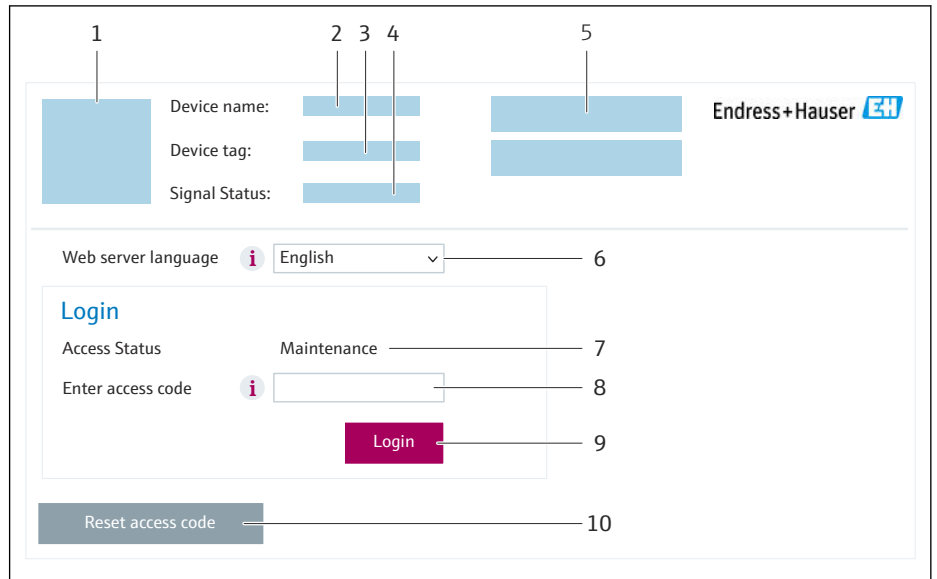 1 2 3 4 5
Device name:
Endress+Hauser EH
Device tag:
Signal Status:
Web server language i English 6
Login
Access Status Maintenance 7
Enter access code i 8
Login 9
Reset access code 10